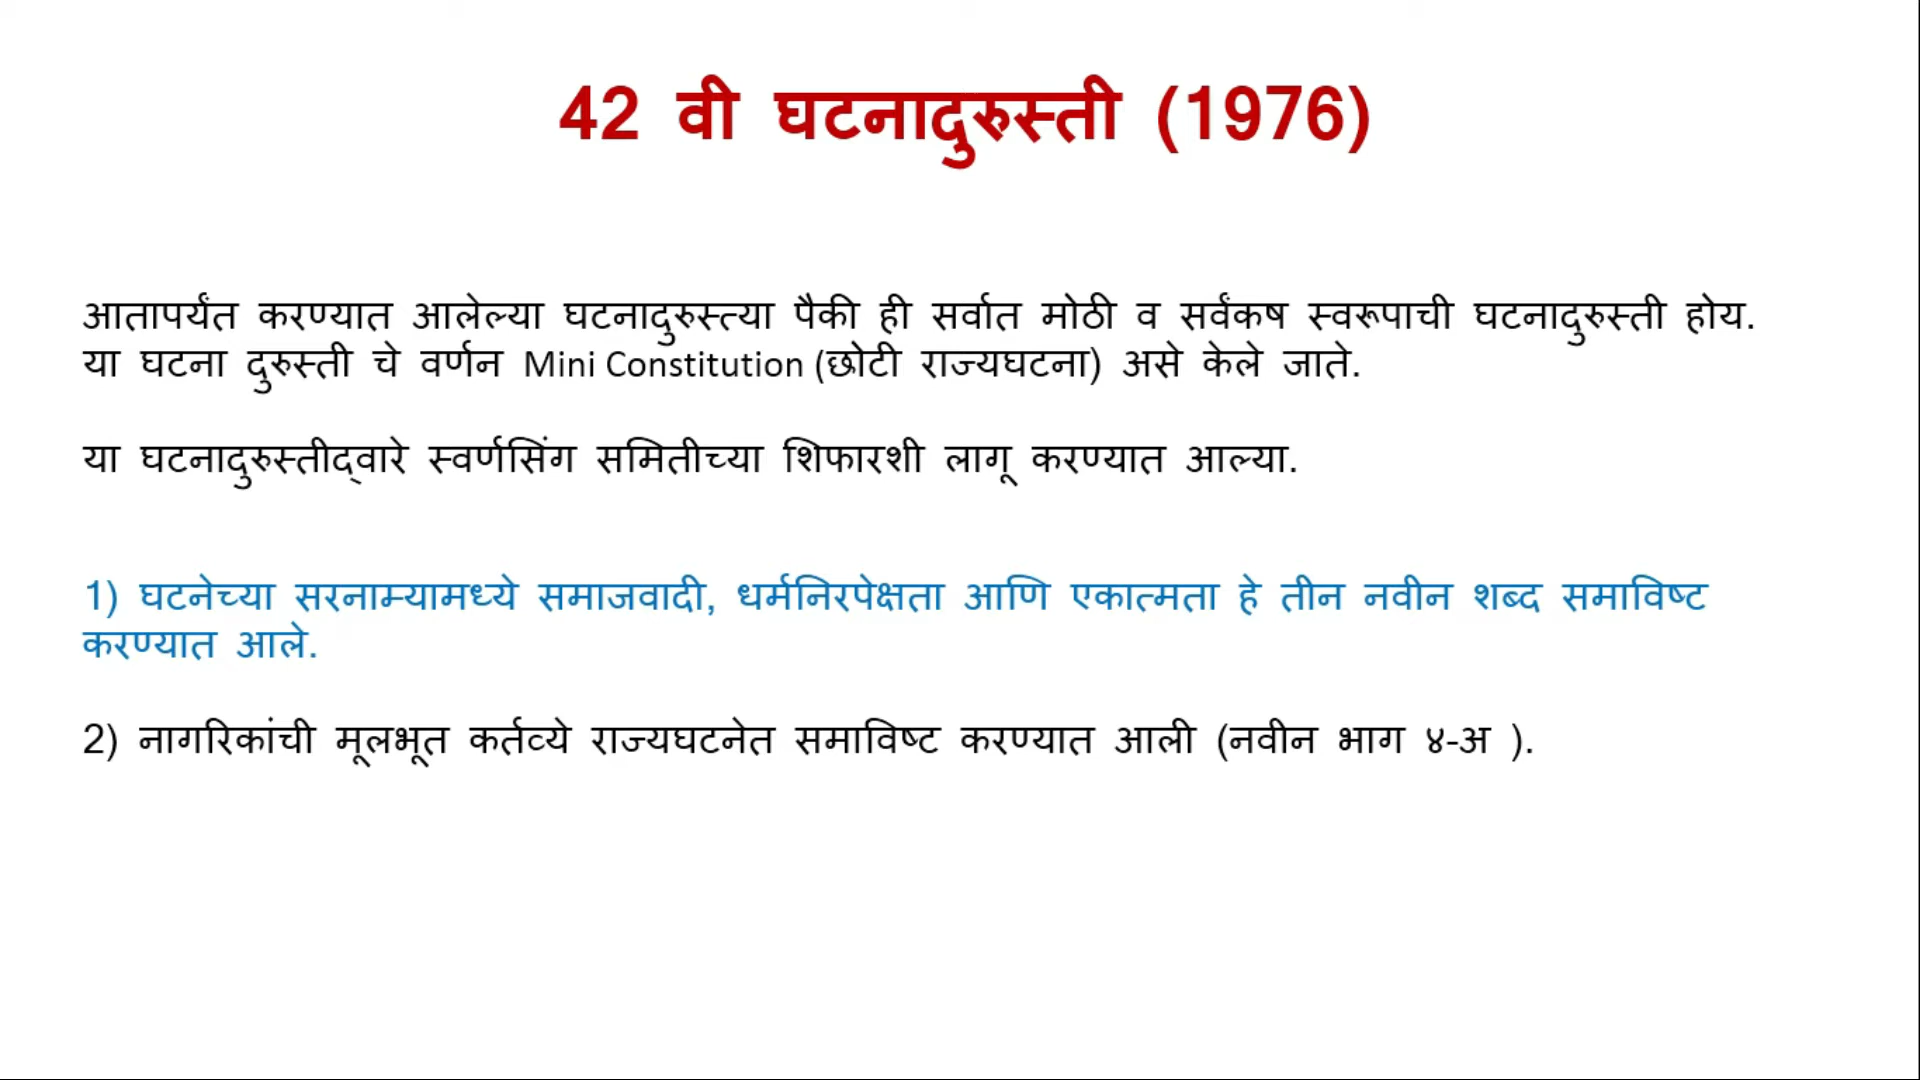 42 वी घटनादुरुस्ती (1976)
आतापर्यंत करण्यात आलेल्या घटनादुरुस्त्या पैकी ही सर्वात मोठी व सर्वंकष स्वरूपाची घटनादुरुस्ती होय.
या घटना दुरुस्ती चे वर्णन Mini Constitution (छोटी राज्यघटना) असे केले जाते.
या घटनादुरुस्तीद्‌वारे स्वर्णसिंग समितीच्या शिफारशी लागू करण्यात आल्या.
1) घटनेच्या सरनाम्यामध्ये समाजवादी, धर्मनिरपेक्षता आणि एकात्मता हे तीन नवीन शब्द समाविष्ट
करण्यात आले.
2) नागरिकांची मूलभूत कर्तव्ये राज्यघटनेत समाविष्ट करण्यात आली (नवीन भाग ४-अ ).